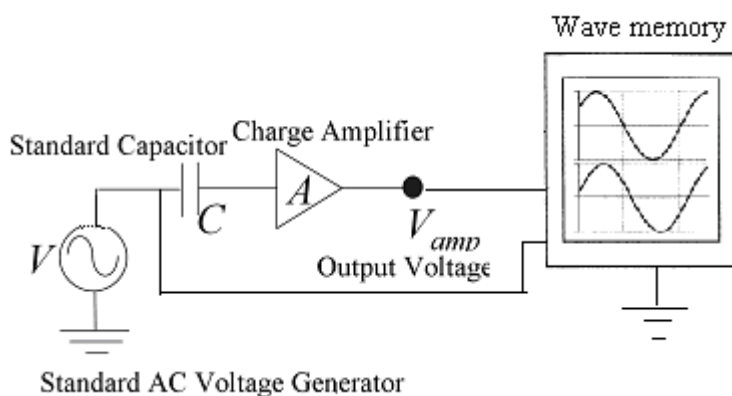 Wave memory
Charge Amplifier
Standard Capacitor
A
C
V
V amp
Output Voltage
Standard AC Voltage Generator